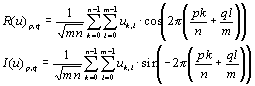 R(u)_{p,q} = \frac{1}{\sqrt{mn}} \sum_{k=0}^{n-1} \sum_{l=0}^{m-1} u_{k,l} \cdot \cos\left(2\pi\left(\frac{pk}{n} + \frac{ql}{m}\right)\right)
I(u)_{p,q} = \frac{1}{\sqrt{mn}} \sum_{k=0}^{n-1} \sum_{l=0}^{m-1} u_{k,l} \cdot \sin\left(-2\pi\left(\frac{pk}{n} + \frac{ql}{m}\right)\right)